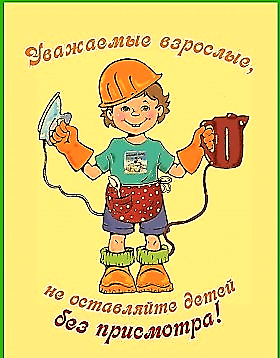 Уважаемые взрослые,
не оставляйте детей
без присмотра!